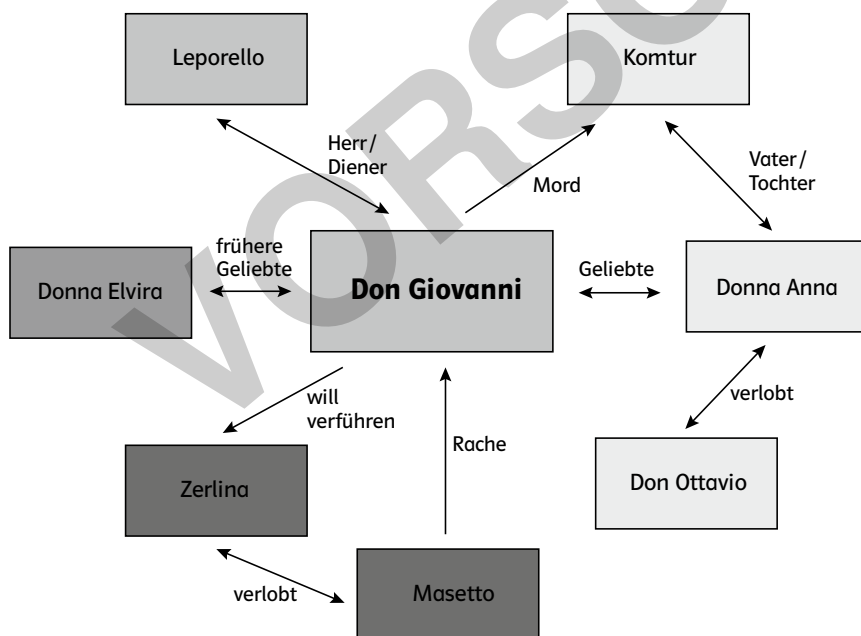 Leporello
Komtur
Herr/
Diener
Mord
Vater/
Tochter
Donna Elvira
frühere
Geliebte
Don Giovanni
Geliebte
Donna Anna
will
verführen
Rache
verlobt
Zerlina
Don Ottavio
verlobt
Masetto